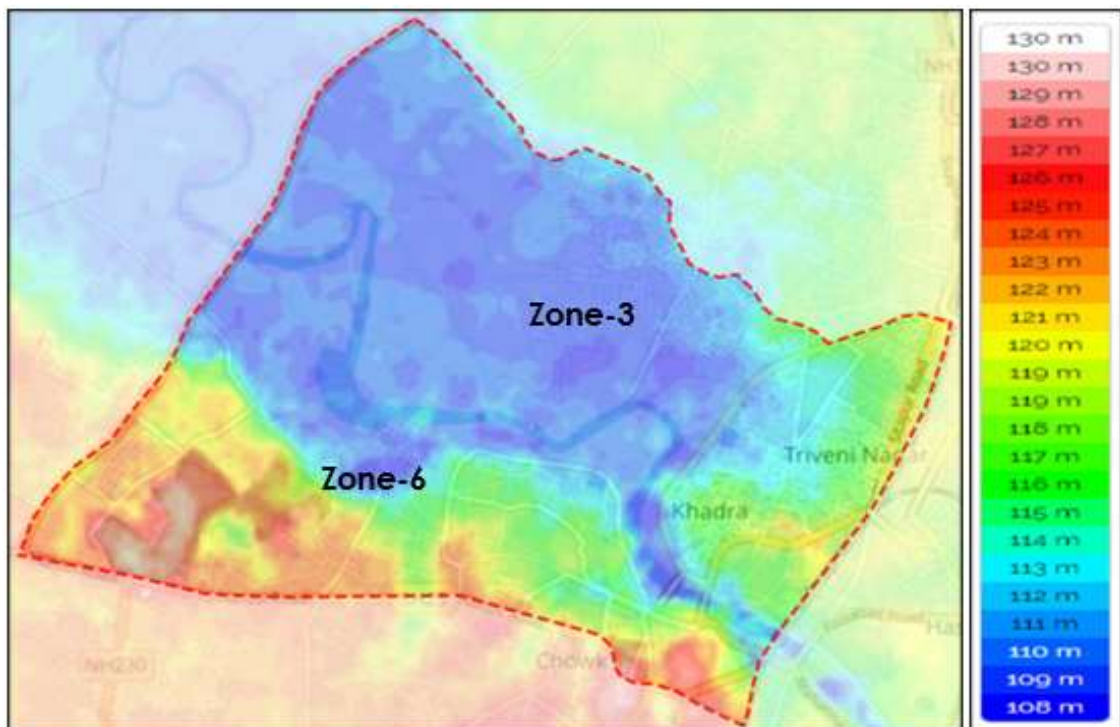 Zone-3
Zone-6
Triveni Nagar
Khadra
Chowk
NH230
130 m
130 m
129 m
128 m
127 m
126 m
125 m
124 m
123 m
122 m
121 m
120 m
119 m
119 m
118 m
117 m
116 m
115 m
114 m
113 m
112 m
111 m
110 m
109 m
108 m